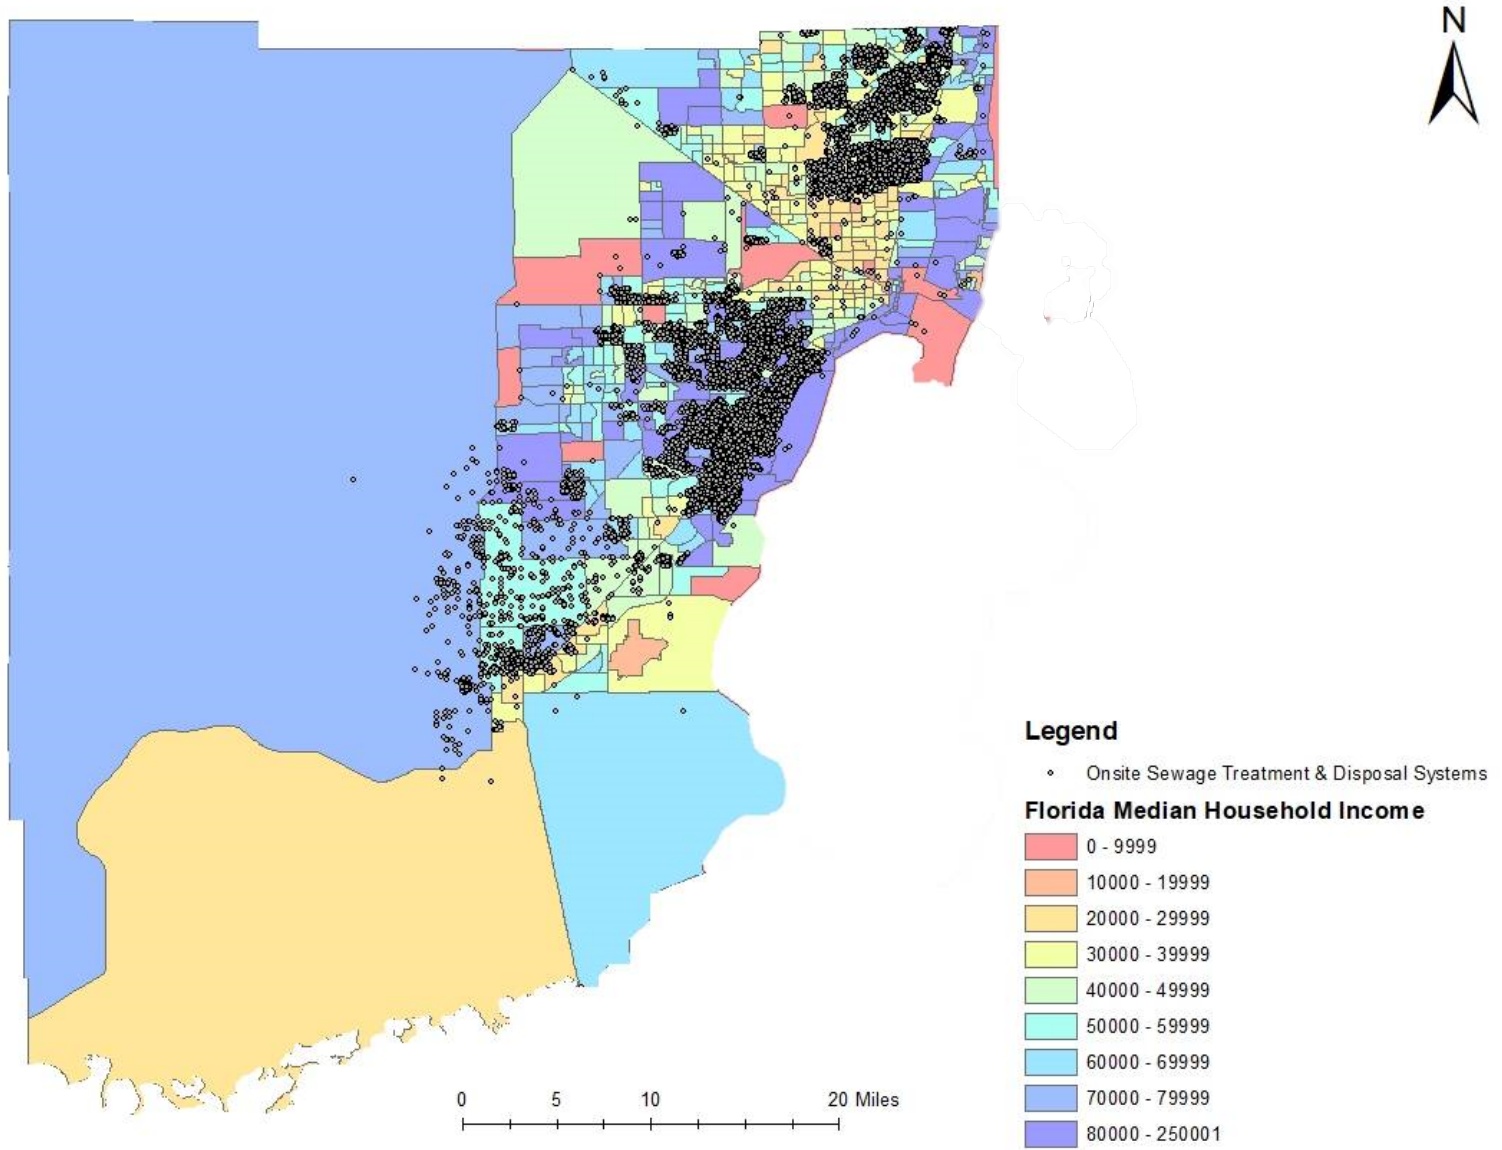 N
Legend
Onsite Sewage Treatment & Disposal Systems
Florida Median Household Income
0 - 9999
10000 - 19999
20000 - 29999
30000 - 39999
40000 - 49999
50000 - 59999
60000 - 69999
70000 - 79999
80000 - 250001
0 5 10 20 Miles